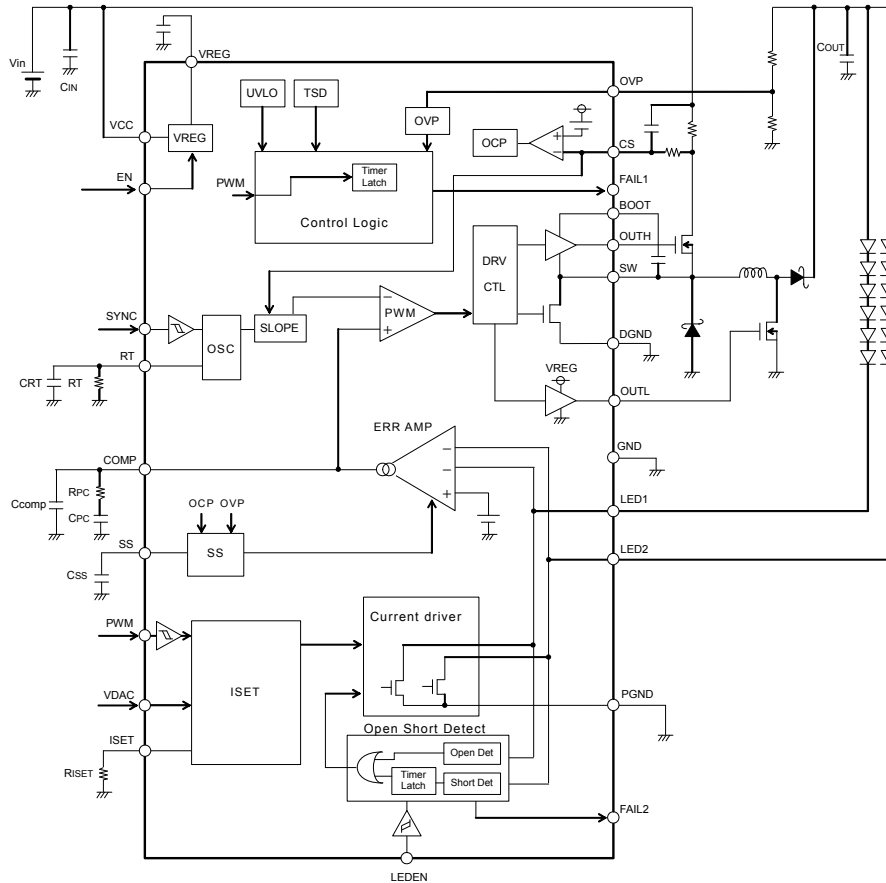 VREG
Vin
CIN
COUT
UVLO
TSD
OVP
OVP
VCC
VREG
OCP
+
−
CS
EN
PWM
Timer
Latch
FAIL1
Control Logic
BOOT
DRV
CTL
OUTH
SW
SYNC
OSC
SLOPE
−
PWM
+
DGND
RT
CRT
RT
VREG
OUTL
ERR AMP
COMP
−
−
+
GND
Ccomp
RPC
CPC
OCP
OVP
LED1
SS
SS
CSS
LED2
PWM
Current driver
ISET
VDAC
PGND
ISET
RISET
Open Short Detect
Open Det
Timer
Latch
Short Det
FAIL2
LEDEN